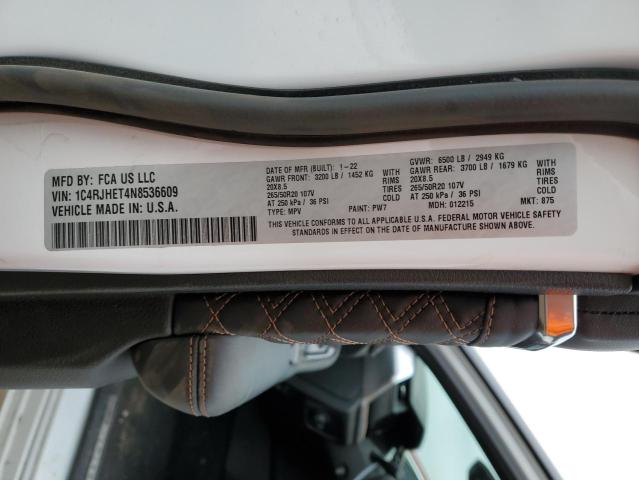 MFD BY: FCA US LLC
VIN: 1C4RJHET4N8536609
VEHICLE MADE IN: U.S.A.
DATE OF MFR (BUILT): 1-22
GAWR FRONT: 3200 LB / 1452 KG WITH
20X8.5 RIMS
265/50R20 107V TIRES
AT 250 kPa / 36 PSI COLD
TYPE: MPV PAINT: PW7
GVWR: 6500 LB / 2949 KG
GAWR REAR: 3700 LB / 1679 KG WITH
20X8.5 RIMS
265/50R20 107V TIRES
AT 250 kPa / 36 PSI COLD
MDH: 012215 MKT: 875
THIS VEHICLE CONFORMS TO ALL APPLICABLE U.S.A. FEDERAL MOTOR VEHICLE SAFETY
STANDARDS IN EFFECT ON THE DATE OF MANUFACTURE SHOWN ABOVE.